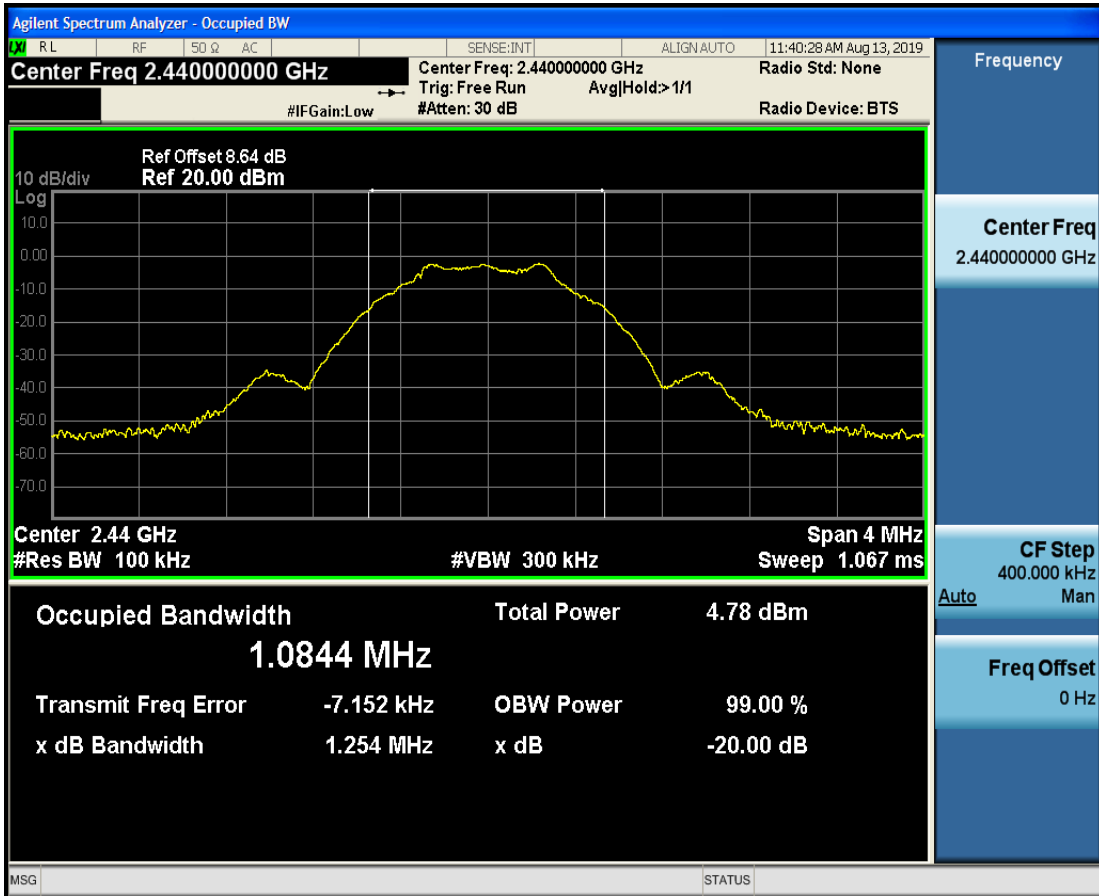 Agilent Spectrum Analyzer - Occupied BW
LXI RL RF 50 Ω AC SENSE:INT ALIGN AUTO 11:40:28 AM Aug 13, 2019
Center Freq 2.440000000 GHz
Center Freq: 2.440000000 GHz Radio Std: None
Trig: Free Run Avg|Hold:> 1/1
#IFGain:Low #Atten: 30 dB Radio Device: BTS
Ref Offset 8.64 dB
10 dB/div Ref 20.00 dBm
Log
10.0
0.00
-10.0
-20.0
-30.0
-40.0
-50.0
-60.0
-70.0
Center 2.44 GHz Span 4 MHz
#Res BW 100 kHz #VBW 300 kHz Sweep 1.067 ms
Occupied Bandwidth Total Power 4.78 dBm
1.0844 MHz
Transmit Freq Error -7.152 kHz OBW Power 99.00 %
x dB Bandwidth 1.254 MHz x dB -20.00 dB
MSG STATUS
Frequency
Center Freq
2.440000000 GHz
CF Step
400.000 kHz
Auto Man
Freq Offset
0 Hz